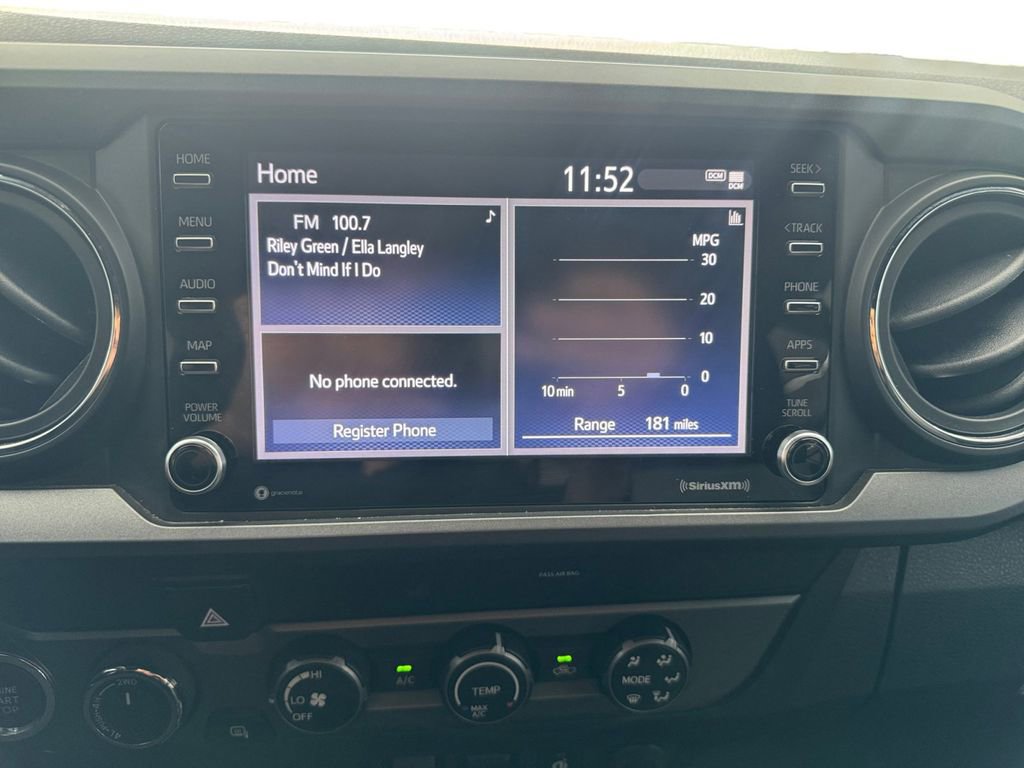 HOME
MENU
AUDIO
MAP
POWER
VOLUME
Home
11:52
DCM
DCM
FM 100.7
Riley Green / Ella Langley
Don't Mind If I Do
No phone connected.
Register Phone
MPG
30
20
10
0
10 min 5 0
Range 181 miles
SEEK >
< TRACK
PHONE
APPS
TUNE
SCROLL
gracenote
((SiriusXM))
PASS AIR BAG
2WD
HI
LO
OFF
A/C
TEMP
MAX
A/C
MODE